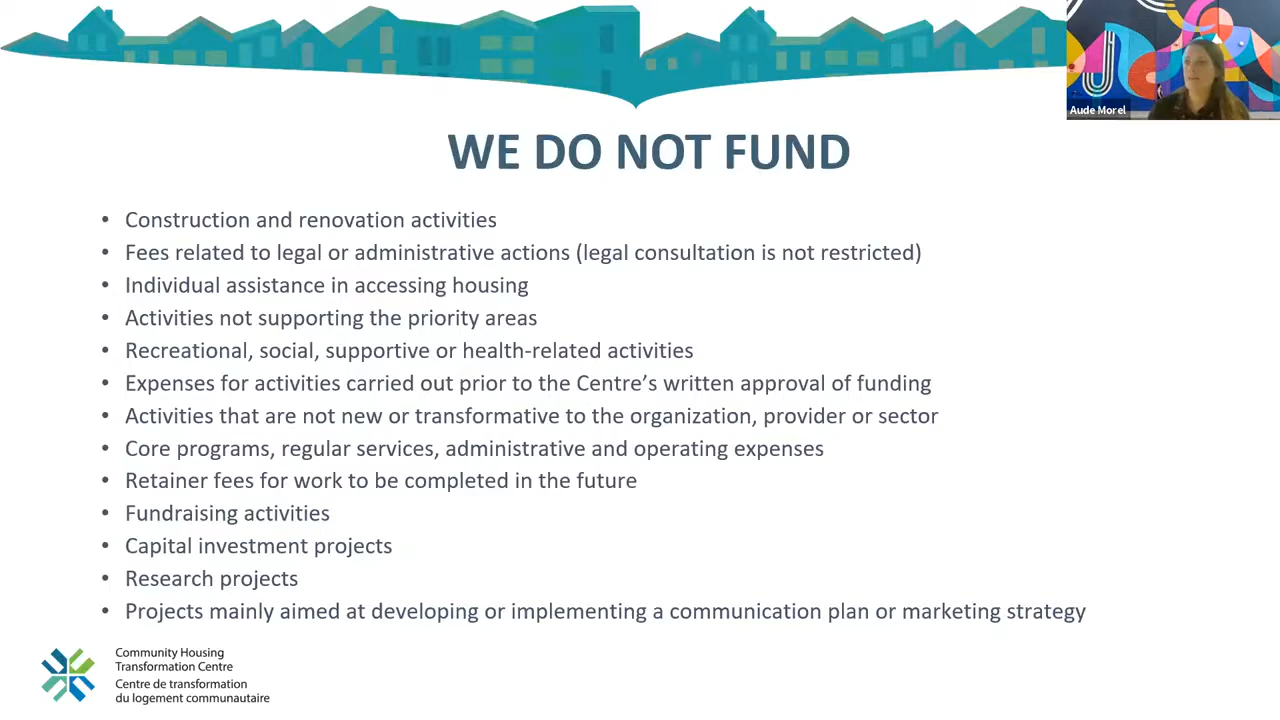 Aude Morel
WE DO NOT FUND
• Construction and renovation activities
• Fees related to legal or administrative actions (legal consultation is not restricted)
• Individual assistance in accessing housing
• Activities not supporting the priority areas
• Recreational, social, supportive or health-related activities
• Expenses for activities carried out prior to the Centre’s written approval of funding
• Activities that are not new or transformative to the organization, provider or sector
• Core programs, regular services, administrative and operating expenses
• Retainer fees for work to be completed in the future
• Fundraising activities
• Capital investment projects
• Research projects
• Projects mainly aimed at developing or implementing a communication plan or marketing strategy
Community Housing
Transformation Centre
Centre de transformation
du logement communautaire